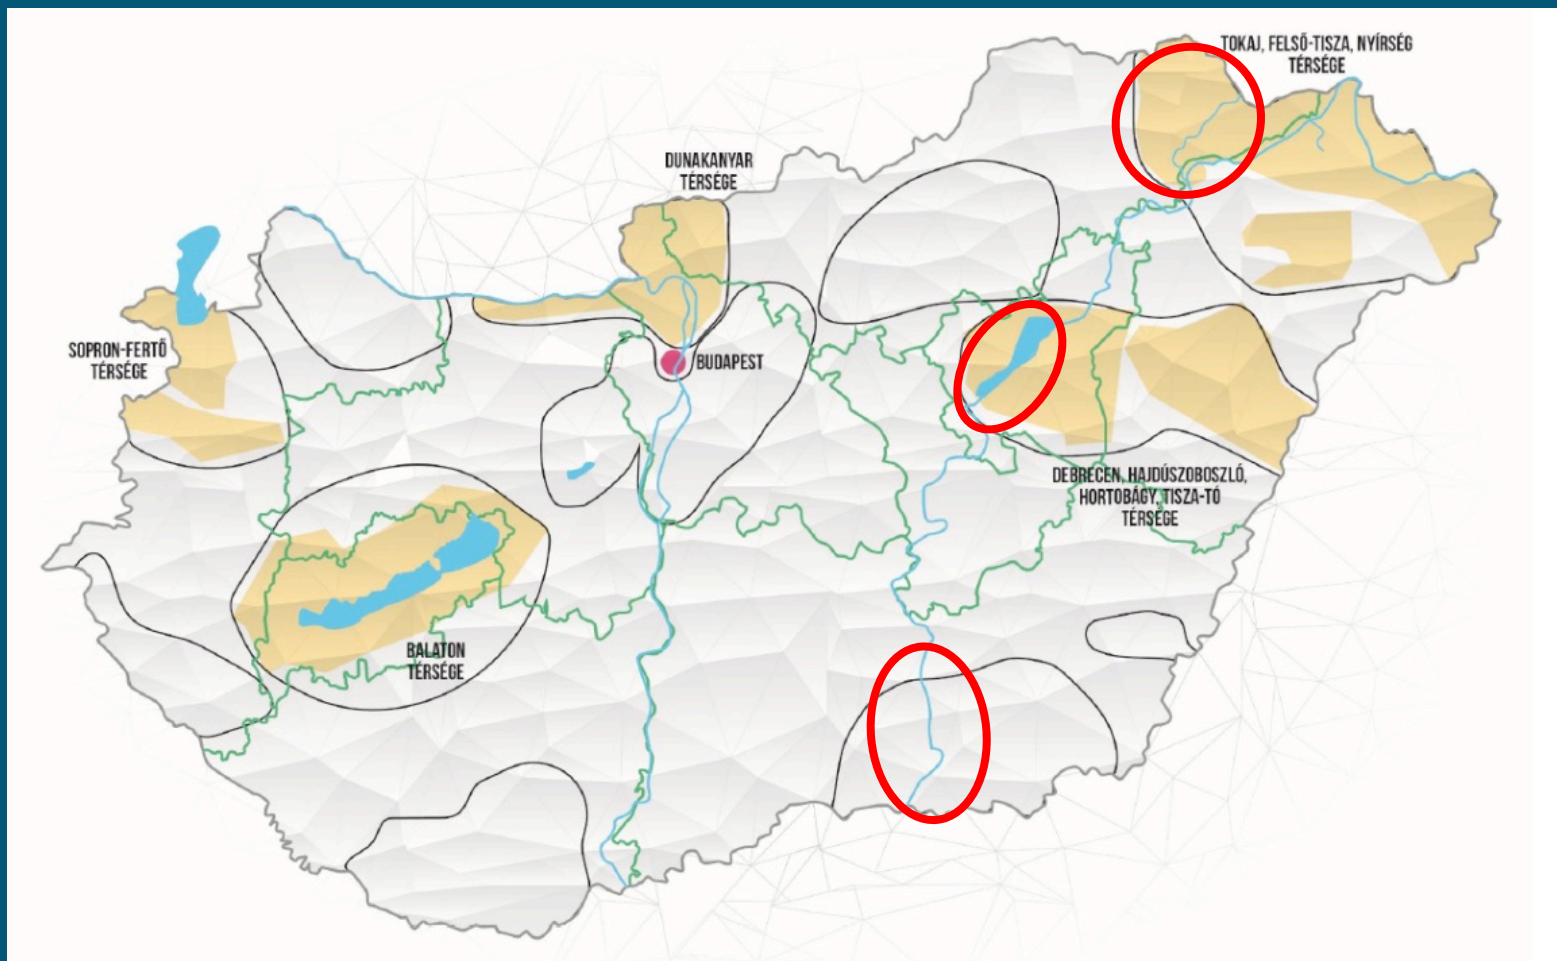 TOKAJ, FELSŐ-TISZA, NYÍRSÉG
TÉRSÉGE
DUNAKANYAR
TÉRSÉGE
SOPRON-FERTŐ
TÉRSÉGE
BUDAPEST
DEBRECEN, HAJDÚSZOBOSZLÓ,
HORTOBÁGY, TISZA-TÓ
TÉRSÉGE
BALATON
TÉRSÉGE